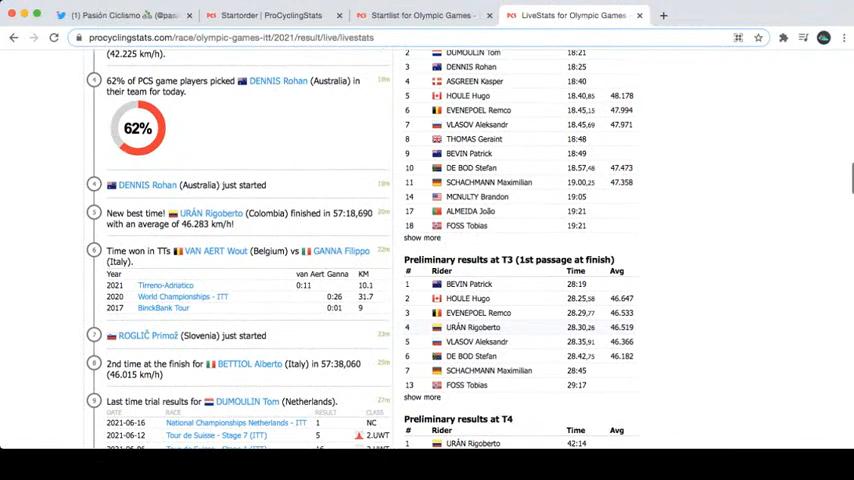 (1) Pasión Ciclismo 🚴 (@pas
Startorder | ProCyclingStats
Startlist for Olympic Games -
LiveStats for Olympic Games
procyclingstats.com/race/olympic-games-itt/2021/result/live/livestats
(42.225 km/h)
4
62% of PCS game players picked DENNIS Rohan (Australia) in
their team for today.
18m
62%
4
DENNIS Rohan (Australia) just started
18m
5
New best time! URÁN Rigoberto (Colombia) finished in 57:18,690
with an average of 46.283 km/h!
20m
6
Time won in TTs VAN AERT Wout (Belgium) vs GANNA Filippo
(Italy).
22m
Year van Aert Ganna KM
2021 Tirreno-Adriatico 0:11 10.1
2020 World Championships - ITT 0:26 31.7
2017 BinckBank Tour 0:01 9
7
ROGLIČ Primož (Slovenia) just started
23m
8
2nd time at the finish for BETTIOL Alberto (Italy) in 57:38,060
(46.015 km/h)
25m
9
Last time trial results for DUMOULIN Tom (Netherlands).
27m
DATE RACE RESULT CLASS
2021-06-16 National Championships Netherlands - ITT 1 NC
2021-06-12 Tour de Suisse - Stage 7 (ITT) 5 2.UWT
2 DUMOULIN Tom 18:21
3 DENNIS Rohan 18:25
4 ASGREEN Kasper 18:40
5 HOULE Hugo 18.40,85 48.178
6 EVENEPOEL Remco 18.45,15 47.994
7 VLASOV Aleksandr 18.45,69 47.971
8 THOMAS Geraint 18:48
9 BEVIN Patrick 18:49
10 DE BOD Stefan 18.57,48 47.473
11 SCHACHMANN Maximilian 19.00,25 47.358
14 MCNULTY Brandon 19:05
17 ALMEIDA João 19:21
18 FOSS Tobias 19:21
show more
Preliminary results at T3 (1st passage at finish)
# Rider Time Avg
1 BEVIN Patrick 28:19
2 HOULE Hugo 28.25,58 46.647
3 EVENEPOEL Remco 28.29,77 46.533
4 URÁN Rigoberto 28.30,26 46.519
5 VLASOV Aleksandr 28.35,91 46.366
6 DE BOD Stefan 28.42,75 46.182
7 SCHACHMANN Maximilian 28:45
13 FOSS Tobias 29:17
show more
Preliminary results at T4
# Rider Time Avg
1 URÁN Rigoberto 42:14